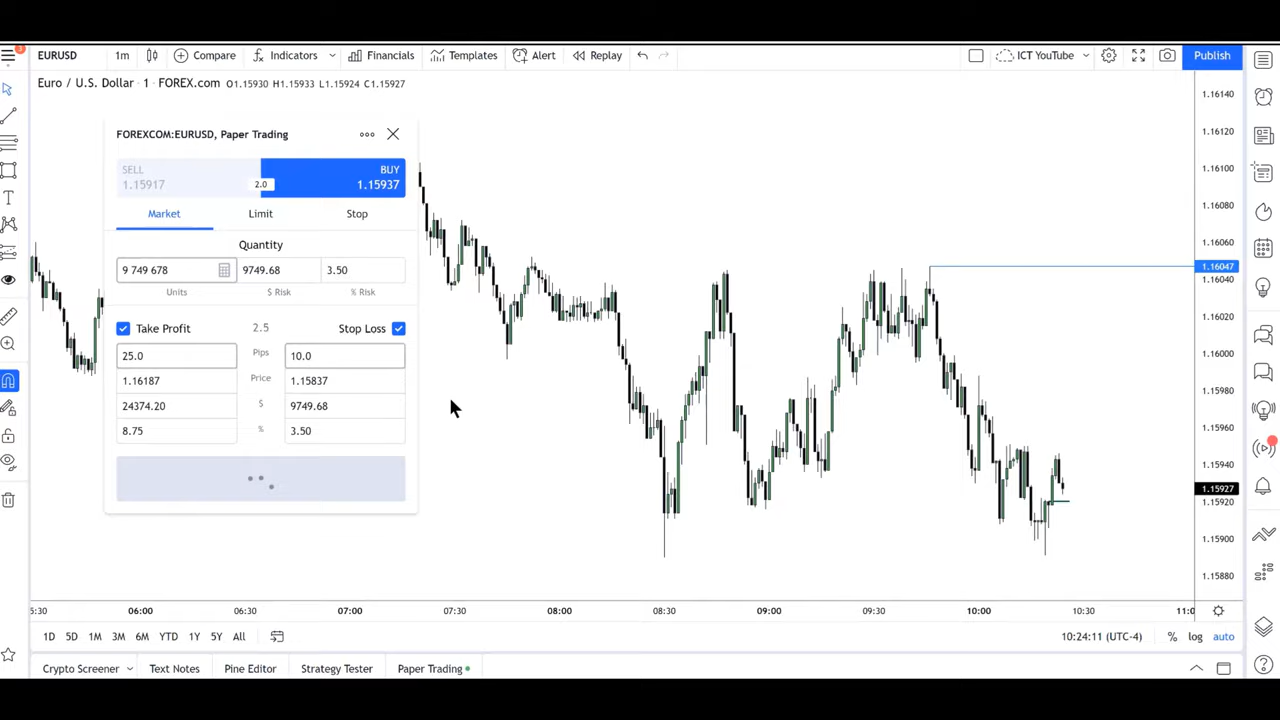 3
EURUSD 1m Compare Indicators Financials Templates Alert Replay ICT YouTube Publish
Euro / U.S. Dollar · 1 · FOREX.com O1.15930 H1.15933 L1.15924 C1.15927
FOREXCOM:EURUSD, Paper Trading
SELL BUY
1.15917 2.0 1.15937
Market Limit Stop
Quantity
9 749 678 9749.68 3.50
Units $ Risk % Risk
Take Profit 2.5 Stop Loss
25.0 Pips 10.0
1.16187 Price 1.15837
24374.20 $ 9749.68
8.75 % 3.50
1.16140
1.16120
1.16100
1.16080
1.16060
1.16047
1.16040
1.16020
1.16000
1.15980
1.15960
1.15940
1.15927
1.15920
1.15900
1.15880
5:30 06:00 06:30 07:00 07:30 08:00 08:30 09:00 09:30 10:00 10:30 11:0
1D 5D 1M 3M 6M YTD 1Y 5Y All 10:24:11 (UTC-4) % log auto
Crypto Screener Text Notes Pine Editor Strategy Tester Paper Trading